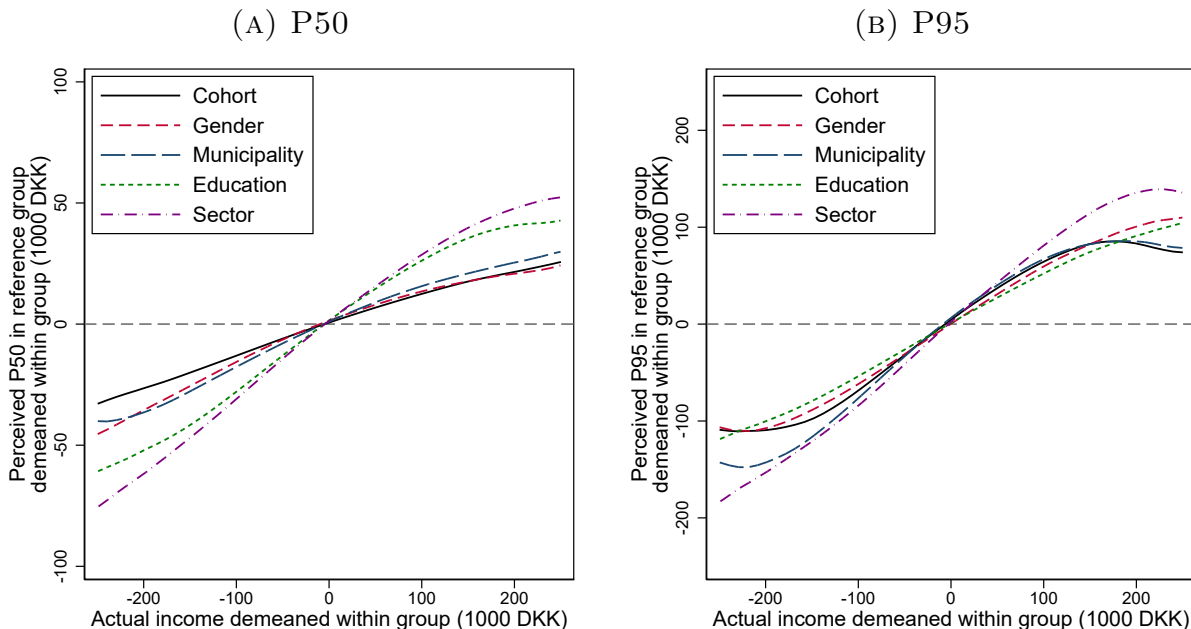 (A) P50
(B) P95
Perceived P50 in reference group
demeaned within group (1000 DKK)
100
50
0
-50
-100
Cohort
Gender
Municipality
Education
Sector
-200 -100 0 100 200
Actual income demeaned within group (1000 DKK)
Perceived P95 in reference group
demeaned within group (1000 DKK)
200
100
0
-100
-200
Cohort
Gender
Municipality
Education
Sector
-200 -100 0 100 200
Actual income demeaned within group (1000 DKK)